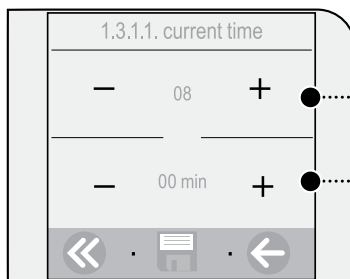 1.3.1.1. current time
− 08 +
− 00 min +